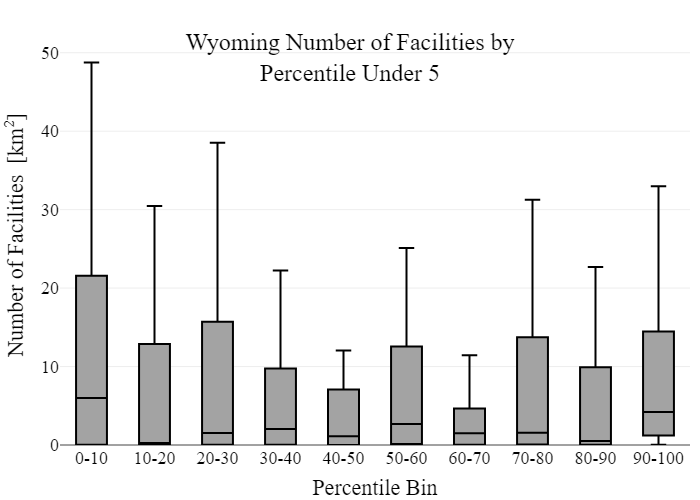 Wyoming Number of Facilities by
Percentile Under 5
Number of Facilities [km²]
50
40
30
20
10
0
0-10 10-20 20-30 30-40 40-50 50-60 60-70 70-80 80-90 90-100
Percentile Bin